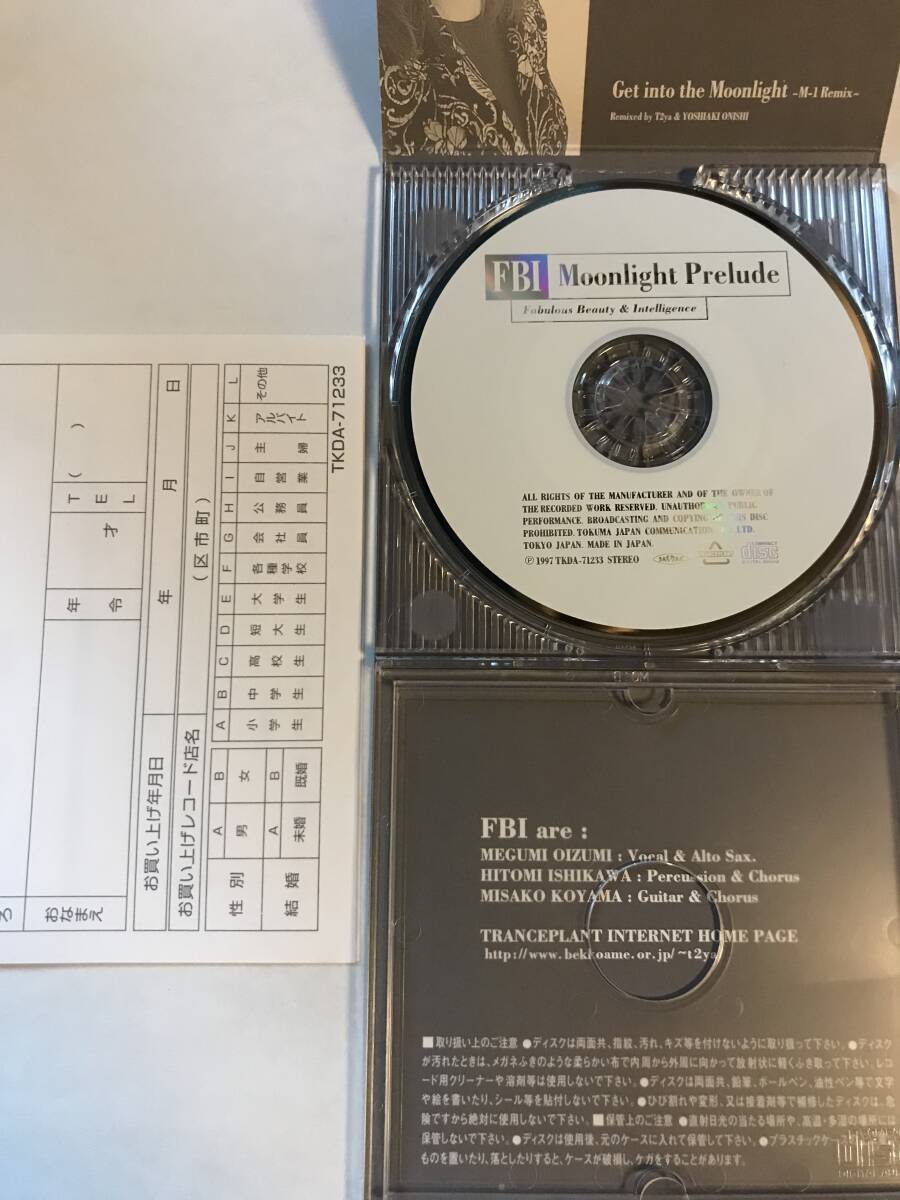 Get into the Moonlight ~M-1 Remix~
Remixed by T2ya & YOSHIAKI ONISHI
FBI Moonlight Prelude
Fabulous Beauty & Intelligence
ALL RIGHTS OF THE MANUFACTURER AND OF THE OWNER OF
THE RECORDED WORK RESERVED. PUBLIC
PERFORMANCE. BROADCASTING AND COPYING DISC
PROHIBITED. TOKUMA JAPAN LTD.
TOKYO JAPAN. MADE IN JAPAN.
Ⓟ1997 TKDA-71233 STEREO
COMPACT
disc
DIGITAL AUDIO
FBI are :
MEGUMI OIZUMI : Vocal & Alto Sax.
HITOMI ISHIKAWA : Percussion & Chorus
MISAKO KOYAMA : Guitar & Chorus
TRANCEPLANT INTERNET HOME PAGE
http://www.bekkoame.or.jp/~t2ya/
■取り扱い上のご注意 ●ディスクは両面共、指紋、汚れ、キズ等を付けないように取り扱って下さい。●ディスク
が汚れたときは、メガネふきのような柔らかい布で内周から外周に向かって放射状に軽くふき取って下さい。レコ
ード用クリーナーや溶剤等は使用しないで下さい。●ディスクは両面共、鉛筆、ボールペン、油性ペン等で文字
や絵を書いたり、シール等を貼付しないで下さい。●ひび割れや変形、又は接着剤等で補修したディスクは、危
険ですから絶対に使用しないで下さい。■保管上のご注意 ●直射日光の当たる場所や、高温・多湿の場所には
保管しないで下さい。●ディスクは使用後、元のケースに入れて保管して下さい。●プラスチックケース
ものを置いたり、落としたりすると、ケースが破損し、ケガをすることがあります。
おなまえ
年令
才
TEL
( )
お買い上げ年月日
年 月 日
お買い上げレコード店名
(区市町)
性別
A 男
B 女
結婚
A 未婚
B 既婚
A 小学生
B 中学生
C 高校生
D 短大生
E 大学生
F 各種学校
G 会社員
H 公務員
I 自営業
J 主婦
K アルバイト
L その他
TKDA-71233